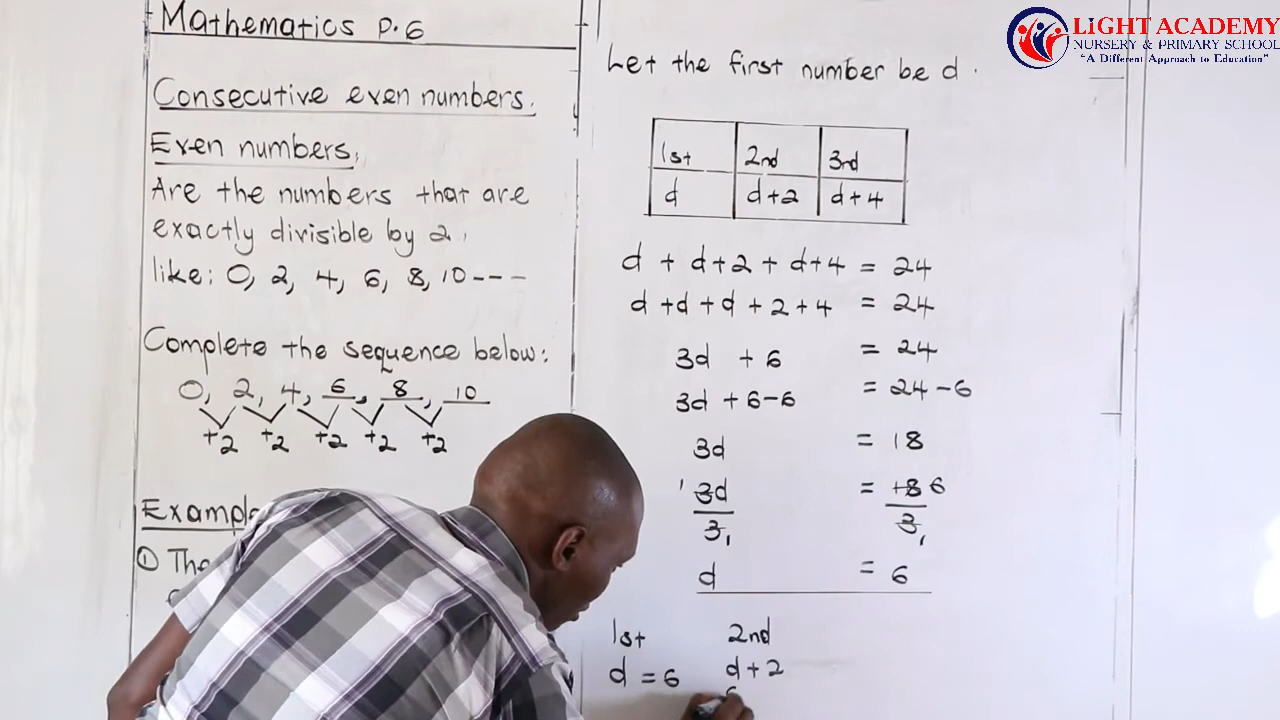 Mathematics P.6
Consecutive even numbers.
Even numbers.
Are the numbers that are
exactly divisible by 2.
like: 0, 2, 4, 6, 8, 10 ---
Complete the sequence below:
0, 2, 4, 6, 8, 10
+2 +2 +2 +2 +2
Exampl
① The
LIGHT ACADEMY
NURSERY & PRIMARY SCHOOL
"A Different Approach to Education"
Let the first number be d.
1st 2nd 3rd
d d+2 d+4
d + d+2 + d+4 = 24
d +d +d +2+4 = 24
3d + 6 = 24
3d + 6-6 = 24-6
3d = 18
1 3d = 18 6
3 1 3 1
d = 6
1st 2nd
d = 6 d+2